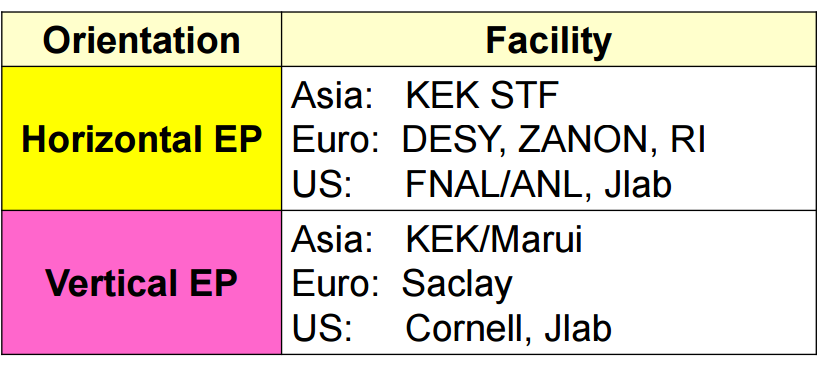 Orientation Facility
Horizontal EP
Asia: KEK STF
Euro: DESY, ZANON, RI
US: FNAL/ANL, Jlab
Vertical EP
Asia: KEK/Marui
Euro: Saclay
US: Cornell, Jlab